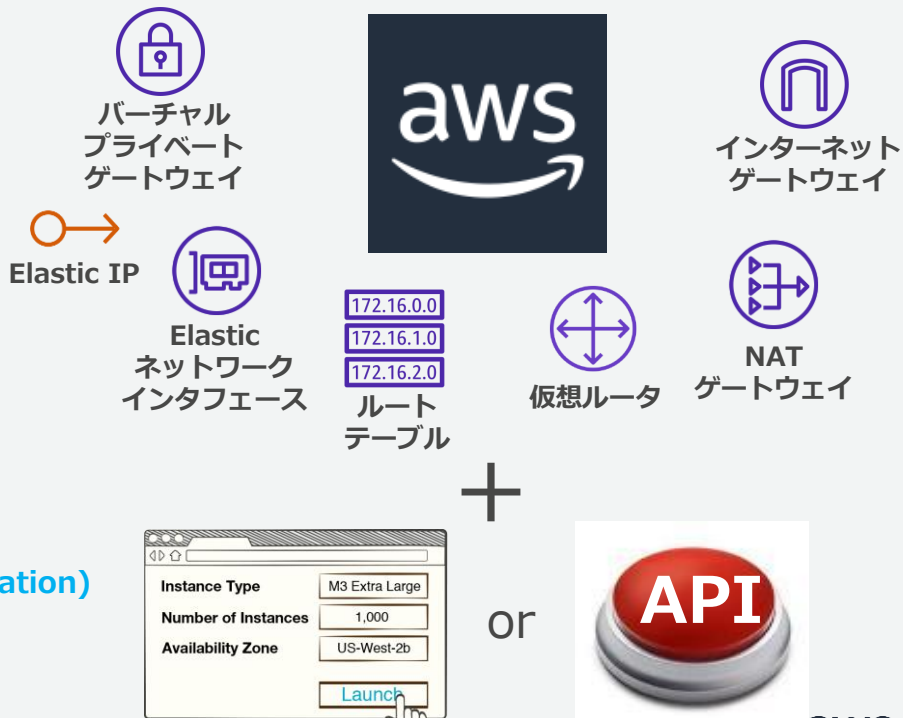 aws
バーチャル
プライベート
ゲートウェイ
インターネット
ゲートウェイ
Elastic IP
Elastic
ネットワーク
インタフェース
172.16.0.0
172.16.1.0
172.16.2.0
ルート
テーブル
仮想ルータ
NAT
ゲートウェイ
+
ation)
Instance Type M3 Extra Large
Number of Instances 1,000
Availability Zone US-West-2b
Launch
or
API